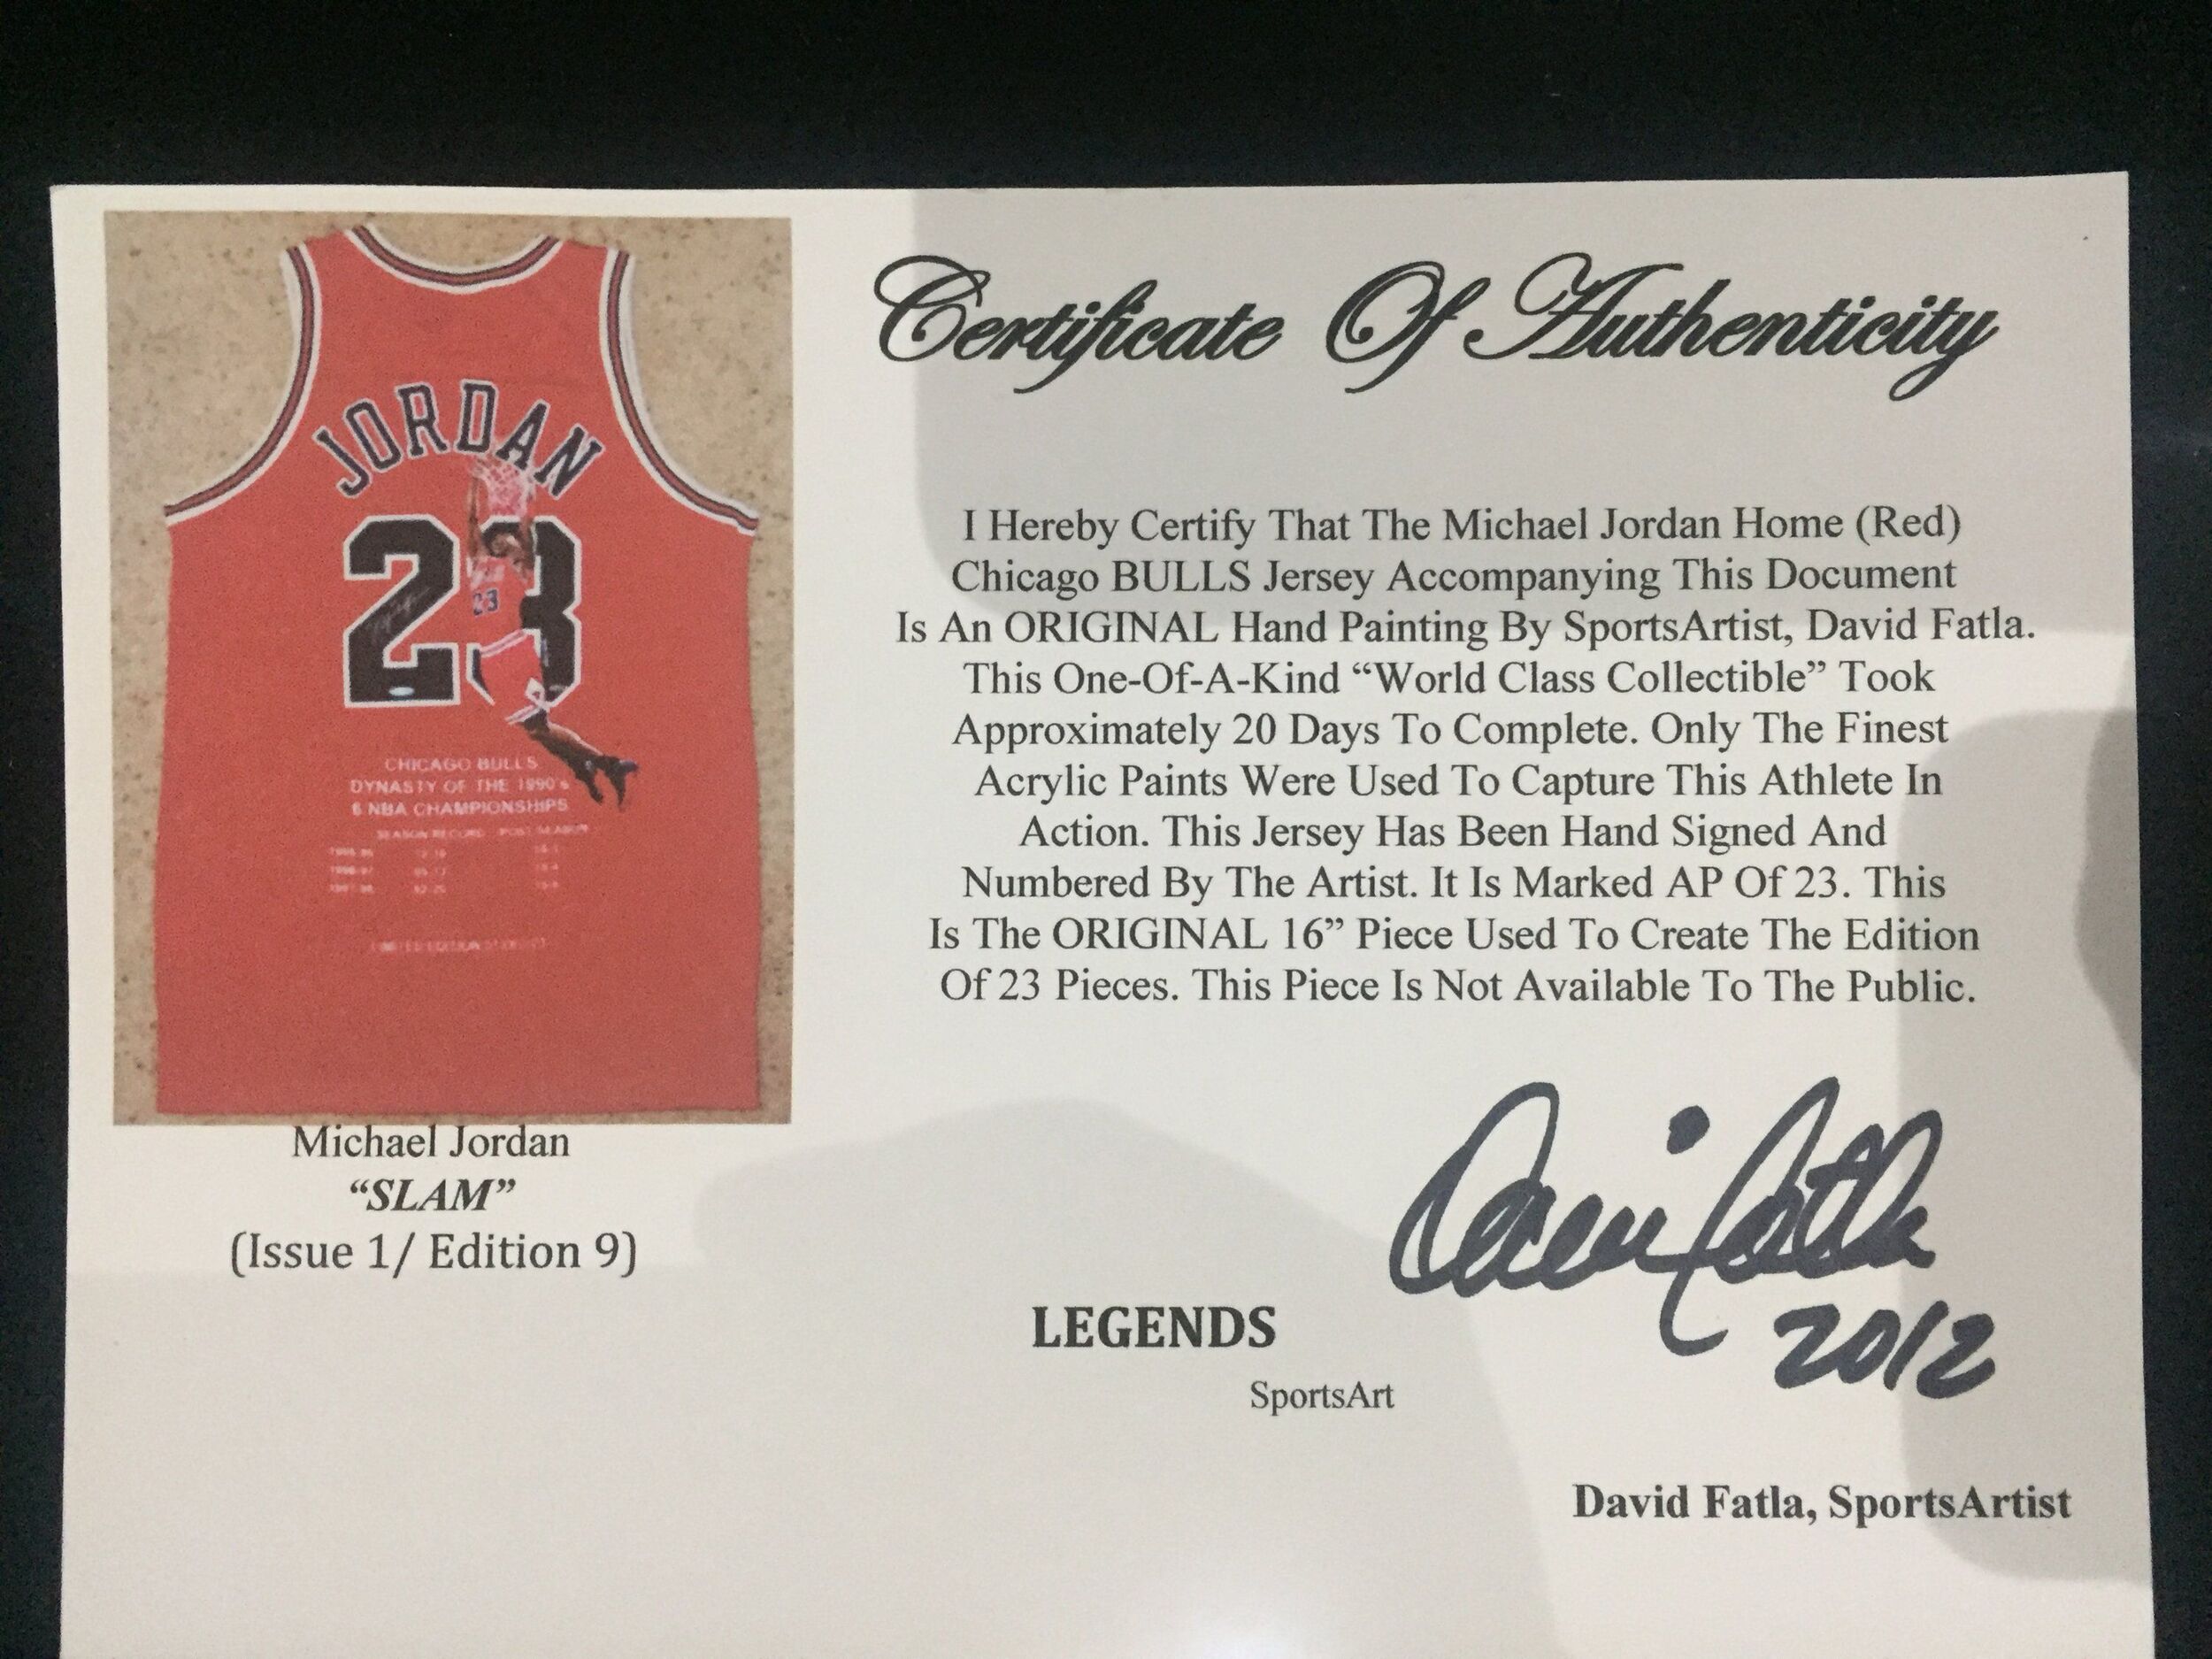 JORDAN
23
23
CHICAGO BULLS
DYNASTY OF THE 1990's
6 NBA CHAMPIONSHIPS
SEASON RECORD POST SEASON
Michael Jordan
“SLAM”
(Issue 1/ Edition 9)
Certificate Of Authenticity
I Hereby Certify That The Michael Jordan Home (Red)
Chicago BULLS Jersey Accompanying This Document
Is An ORIGINAL Hand Painting By SportsArtist, David Fatla.
This One-Of-A-Kind “World Class Collectible” Took
Approximately 20 Days To Complete. Only The Finest
Acrylic Paints Were Used To Capture This Athlete In
Action. This Jersey Has Been Hand Signed And
Numbered By The Artist. It Is Marked AP Of 23. This
Is The ORIGINAL 16” Piece Used To Create The Edition
Of 23 Pieces. This Piece Is Not Available To The Public.
2012
LEGENDS
SportsArt
David Fatla, SportsArtist